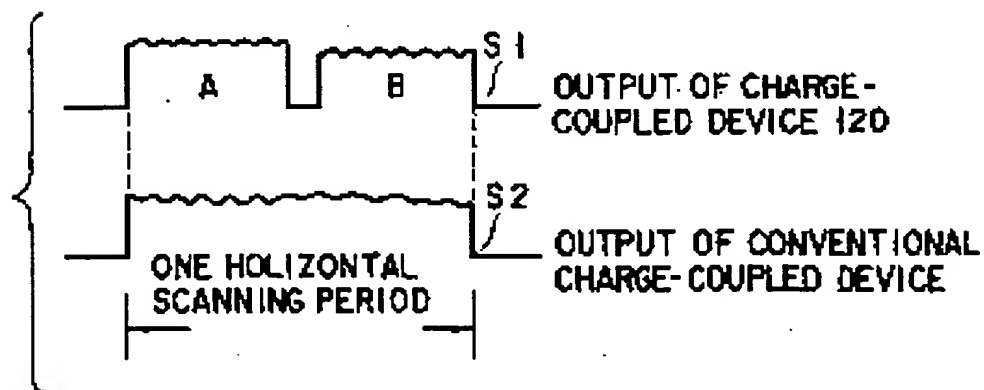 S1
A B
OUTPUT OF CHARGE-
COUPLED DEVICE 120
S2
OUTPUT OF CONVENTIONAL
CHARGE-COUPLED DEVICE
ONE HOLIZONTAL
SCANNING PERIOD